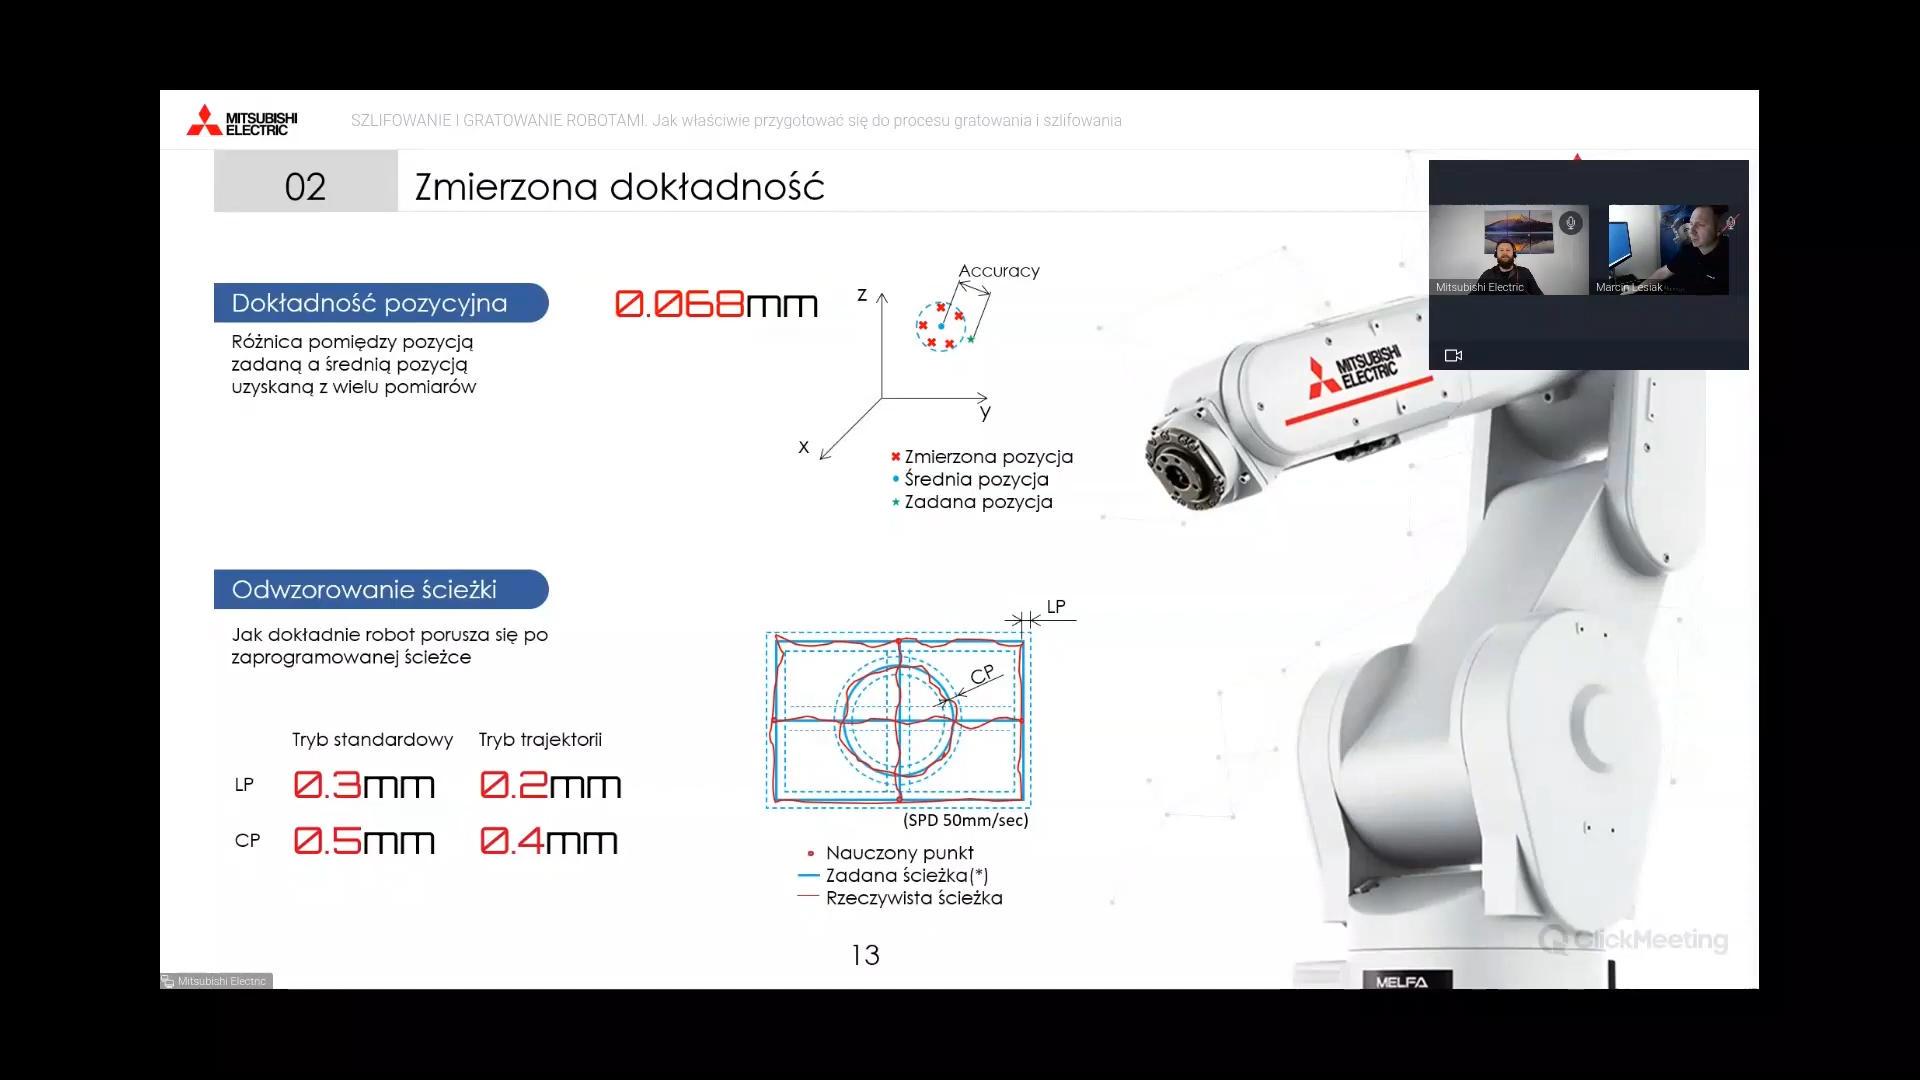 MITSUBISHI
ELECTRIC
SZLIFOWANIE I GRATOWANIE ROBOTAMI. Jak właściwie przygotować się do procesu gratowania i szlifowania
02
Zmierzona dokładność
Mitsubishi Electric
Marcin Lesiak
Dokładność pozycyjna
0.068mm
Różnica pomiędzy pozycją
zadaną a średnią pozycją
uzyskaną z wielu pomiarów
Accuracy
z
y
x
Zmierzona pozycja
Średnia pozycja
Zadana pozycja
MITSUBISHI
ELECTRIC
Odwzorowanie ścieżki
Jak dokładnie robot porusza się po
zaprogramowanej ścieżce
Tryb standardowy Tryb trajektorii
LP 0.3mm 0.2mm
CP 0.5mm 0.4mm
LP
CP
(SPD 50mm/sec)
Nauczony punkt
Zadana ścieżka(*)
Rzeczywista ścieżka
13
ClickMeeting
MELFA
Mitsubishi Electric